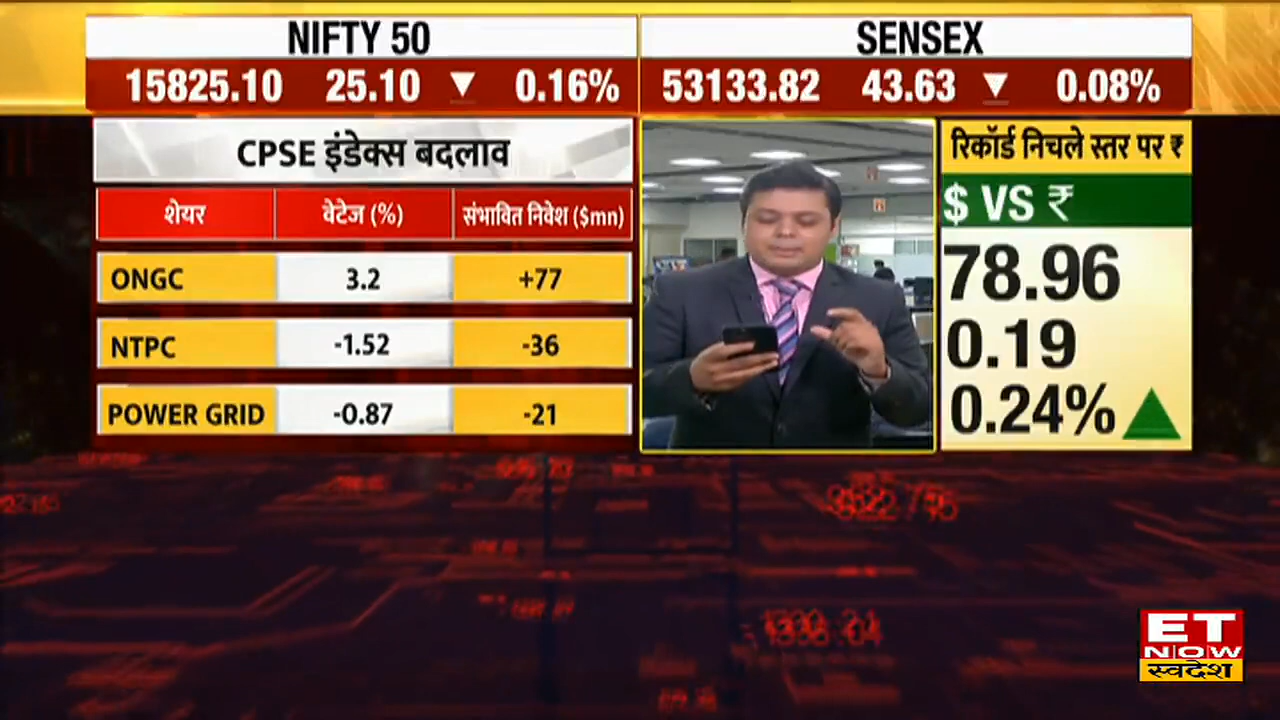 NIFTY 50
15825.10 25.10 ▼ 0.16%
SENSEX
53133.82 43.63 ▼ 0.08%
CPSE इंडेक्स बदलाव
शेयर वेटेज (%) संभावित निवेश ($mn)
ONGC 3.2 +77
NTPC -1.52 -36
POWER GRID -0.87 -21
रिकॉर्ड निचले स्तर पर ₹
$ VS ₹
78.96
0.19
0.24% ▲
ET
NOW
स्वदेश